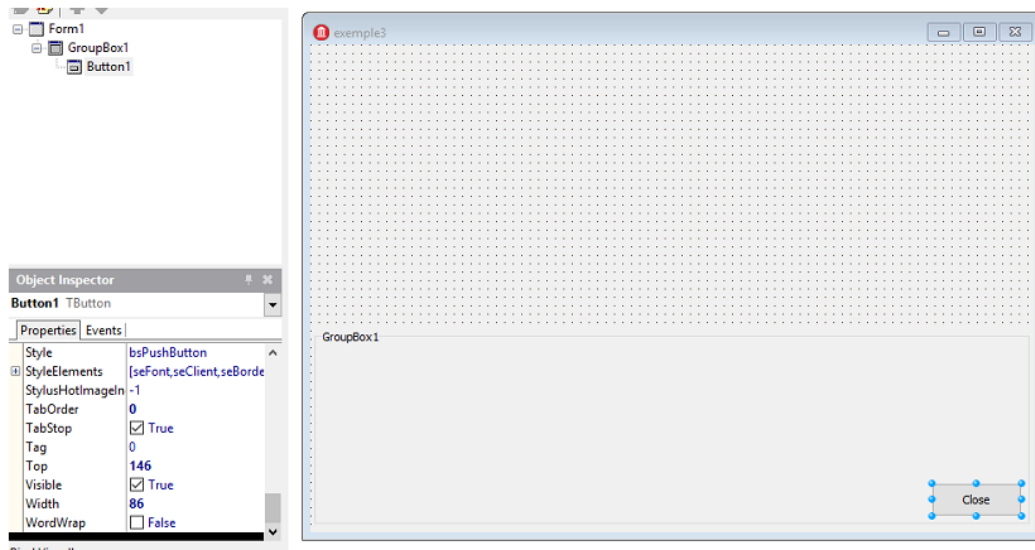 Form1
GroupBox1
Button1
Object Inspector
Button1 TButton
Properties Events
Style bsPushButton
StyleElements [seFont,seClient,seBorde
StylusHotImageIn -1
TabOrder 0
TabStop True
Tag 0
Top 146
Visible True
Width 86
WordWrap False
exemple3
GroupBox1
Close